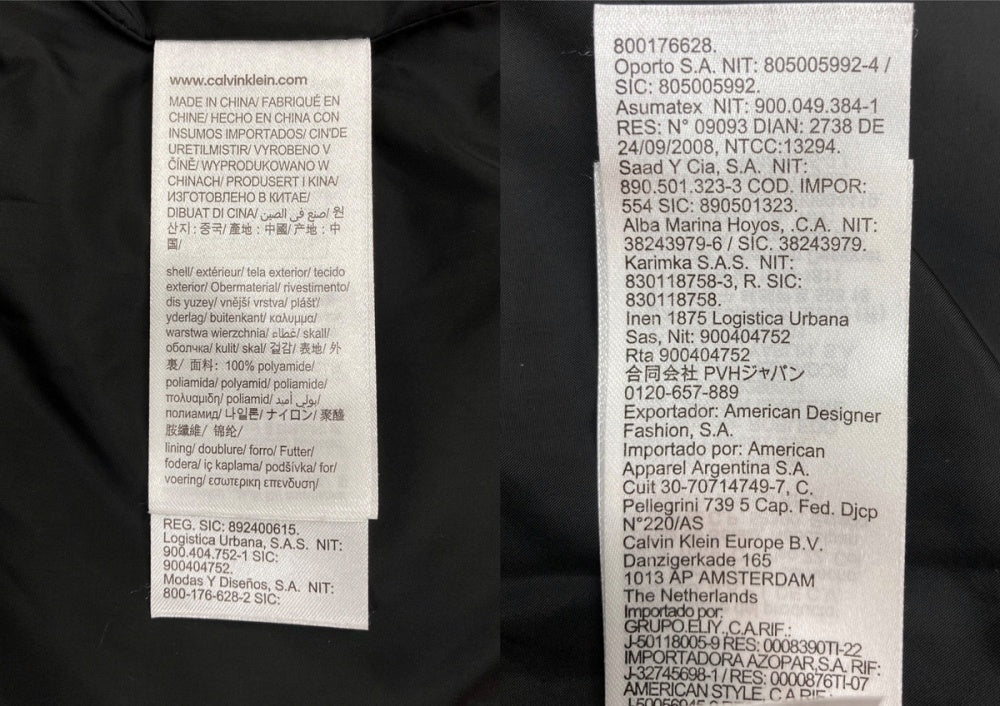 www.calvinklein.com
MADE IN CHINA/ FABRIQUÉ EN
CHINE/ HECHO EN CHINA CON
INSUMOS IMPORTADOS/ CIN'DE
URETILMISTIR/ VYROBENO V
ČÍNĚ/ WYPRODUKOWANO W
CHINACH/ PRODUSERT I KINA/
ИЗГОТОВЛЕНО В КИТАЕ/
DIBUAT DI CINA/ صنع في الصين/ 원
산지 : 중국/ 產地 : 中國/ 产地 : 中
国/
shell/ extérieur/ tela exterior/ tecido
exterior/ Obermaterial/ rivestimento/
dis yuzey/ vnější vrstva/ plášť/
yderlag/ buitenkant/ καλυμμα/
warstwa wierzchnia/ غطاء/ skall/
оболчка/ kulit/ skal/ 겉감/ 表地/ 外
裏/ 面料: 100% polyamide/
poliamida/ polyamid/ poliamide/
πολυαμιδη/ poliamid/ بولي أميد/
полиамид/ 나일론/ ナイロン/ 聚醯
胺纖維/ 锦纶/
lining/ doublure/ forro/ Futter/
fodera/ iç kaplama/ podšívka/ for/
voering/ εσωτερικη επενδυση/
REG. SIC: 892400615.
Logistica Urbana, S.A.S. NIT:
900.404.752-1 SIC:
900404752.
Modas Y Diseños, S.A. NIT:
800-176-628-2 SIC:
800176628.
Oporto S.A. NIT: 805005992-4 /
SIC: 805005992.
Asumatex NIT: 900.049.384-1
RES: N° 09093 DIAN: 2738 DE
24/09/2008, NTCC:13294.
Saad Y Cia, S.A. NIT:
890.501.323-3 COD. IMPOR:
554 SIC: 890501323.
Alba Marina Hoyos, .C.A. NIT:
38243979-6 / SIC. 38243979.
Karimka S.A.S. NIT:
830118758-3, R. SIC:
830118758.
Inen 1875 Logistica Urbana
Sas, Nit: 900404752
Rta 900404752
合同会社 PVHジャパン
0120-657-889
Exportador: American Designer
Fashion, S.A.
Importado por: American
Apparel Argentina S.A.
Cuit 30-70714749-7, C.
Pellegrini 739 5 Cap. Fed. Djcp
N°220/AS
Calvin Klein Europe B.V.
Danzigerkade 165
1013 AP AMSTERDAM
The Netherlands
Importado por:
GRUPO.ELIY.,C.A.RIF.:
J-50118005-9 RES: 0008390TI-22
IMPORTADORA AZOPAR,S.A. RIF:
J-32745698-1 / RES: 0000876TI-07
AMERICAN STYLE, C.A RIF: